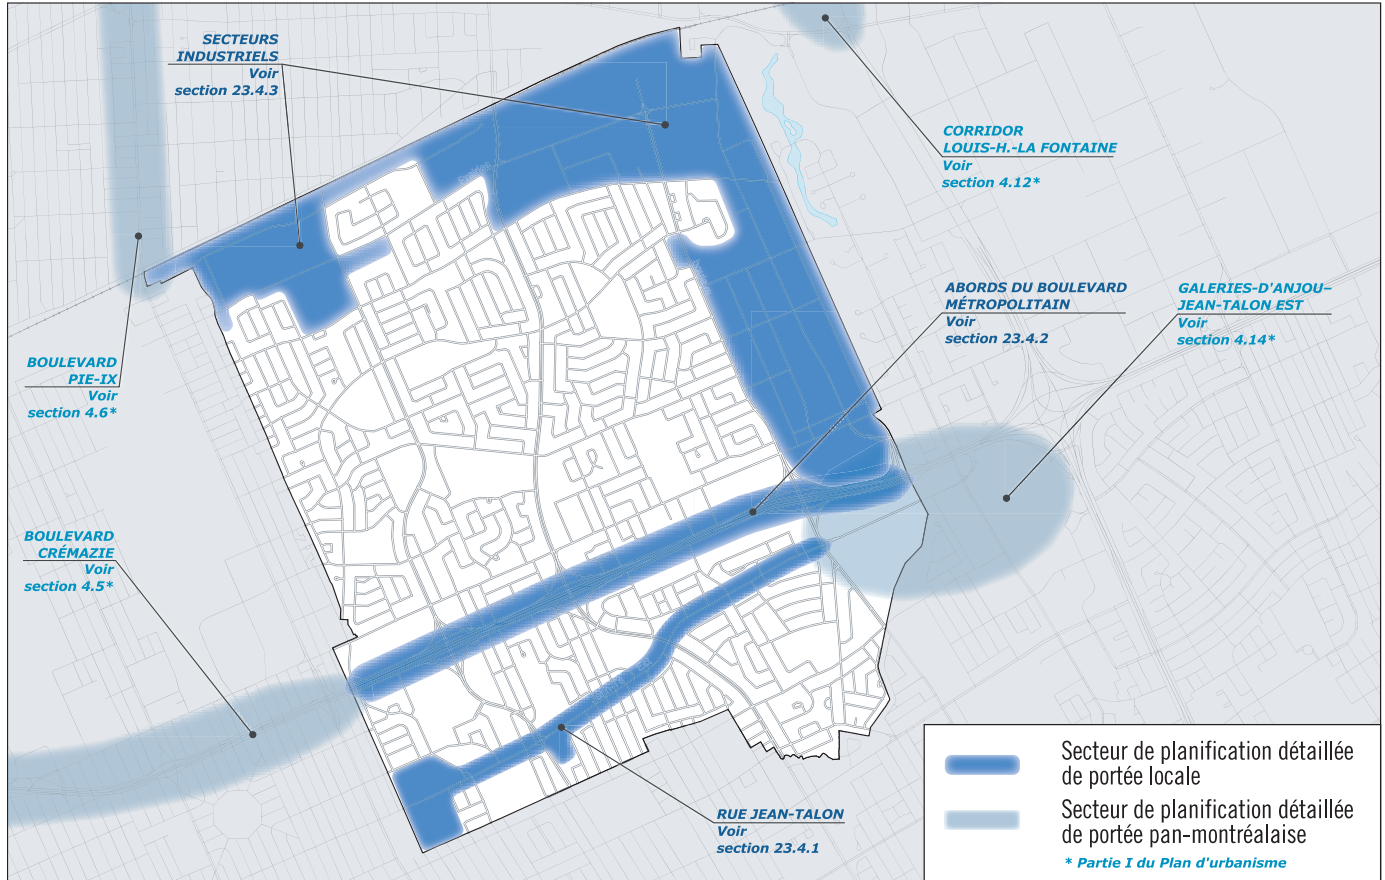 SECTEURS
INDUSTRIELS
Voir
section 23.4.3
CORRIDOR
LOUIS-H.-LA FONTAINE
Voir
section 4.12*
ABORDS DU BOULEVARD
MÉTROPOLITAIN
Voir
section 23.4.2
GALERIES-D'ANJOU–
JEAN-TALON EST
Voir
section 4.14*
BOULEVARD
PIE-IX
Voir
section 4.6*
BOULEVARD
CRÉMAZIE
Voir
section 4.5*
RUE JEAN-TALON
Voir
section 23.4.1
Secteur de planification détaillée
de portée locale
Secteur de planification détaillée
de portée pan-montréalaise
* Partie I du Plan d'urbanisme